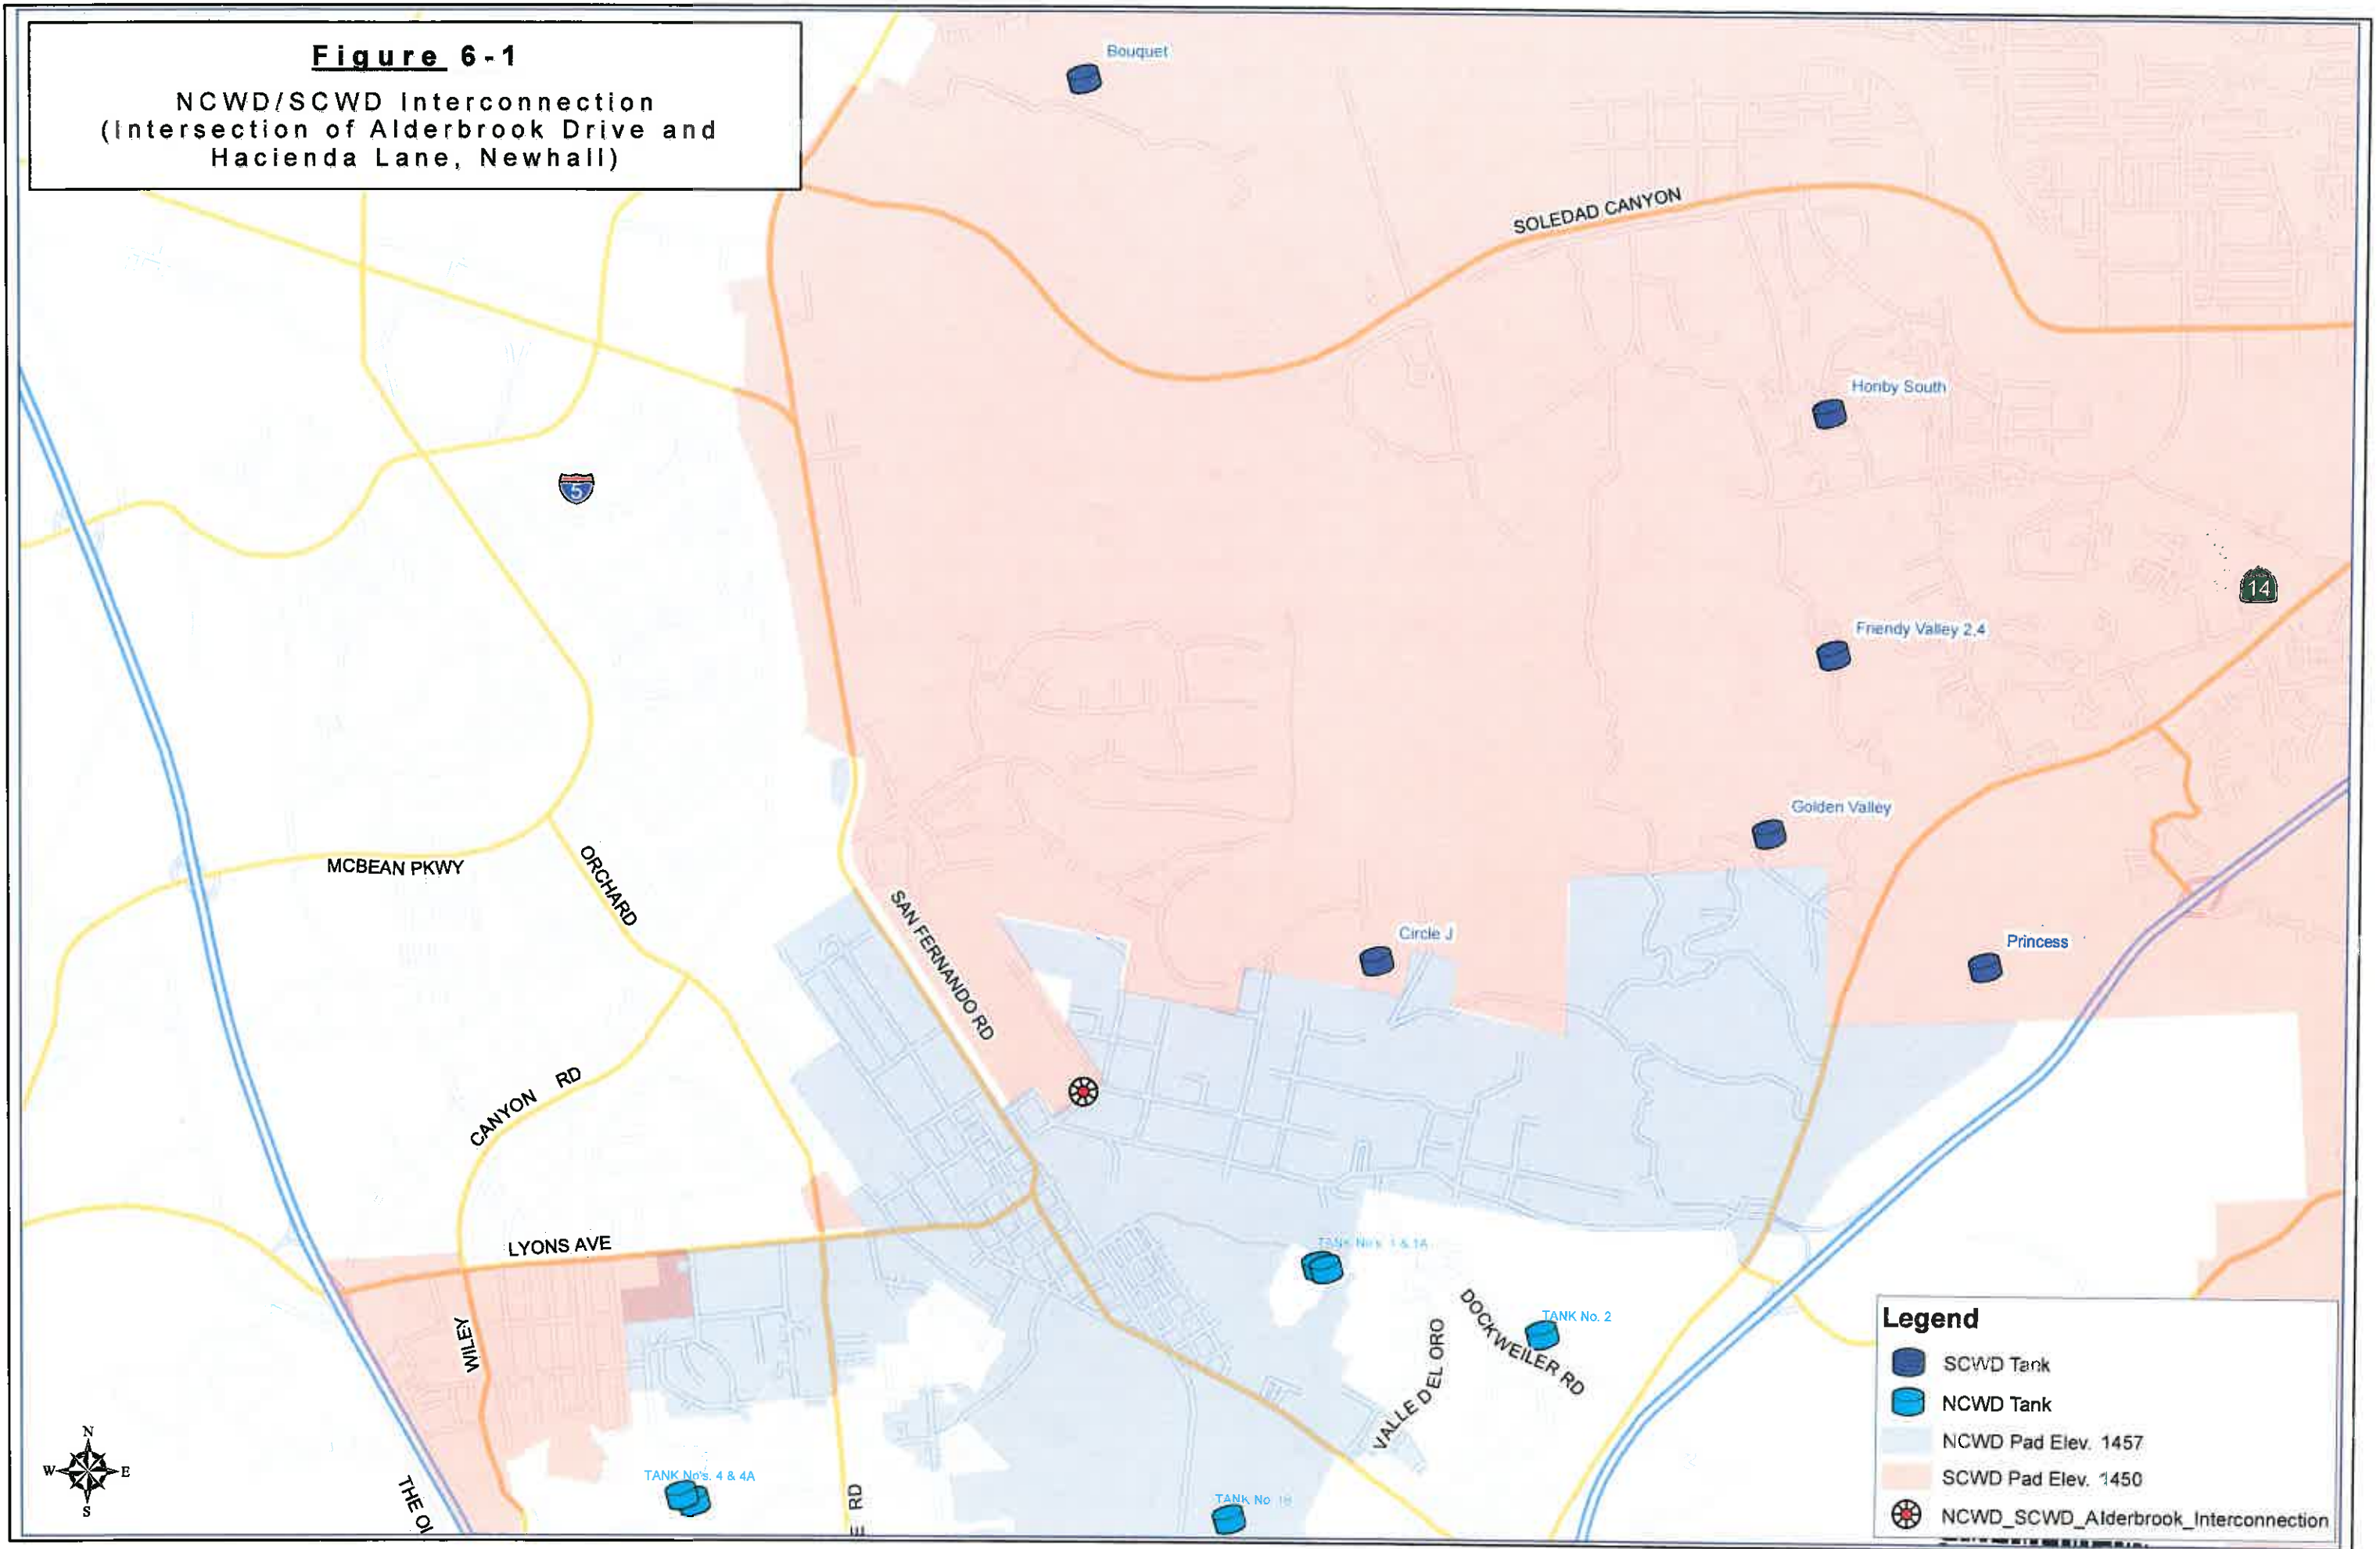 Figure 6-1
NCWD/SCWD Interconnection
(Intersection of Alderbrook Drive and
Hacienda Lane, Newhall)
Bouquet
SOLEDAD CANYON
Honby South
5
14
Friendy Valley 2,4
Golden Valley
MCBEAN PKWY
ORCHARD
SAN FERNANDO RD
Circle J
Princess
CANYON RD
LYONS AVE
TANK No's. 1 & 1A
WILEY
DOCKWEILER RD
TANK No. 2
VALLE DEL ORO
TANK No's. 4 & 4A
THE Ol
E RD
TANK No
N
W
E
S
Legend
SCWD Tank
NCWD Tank
NCWD Pad Elev. 1457
SCWD Pad Elev. 1450
NCWD_SCWD_Alderbrook_Interconnection